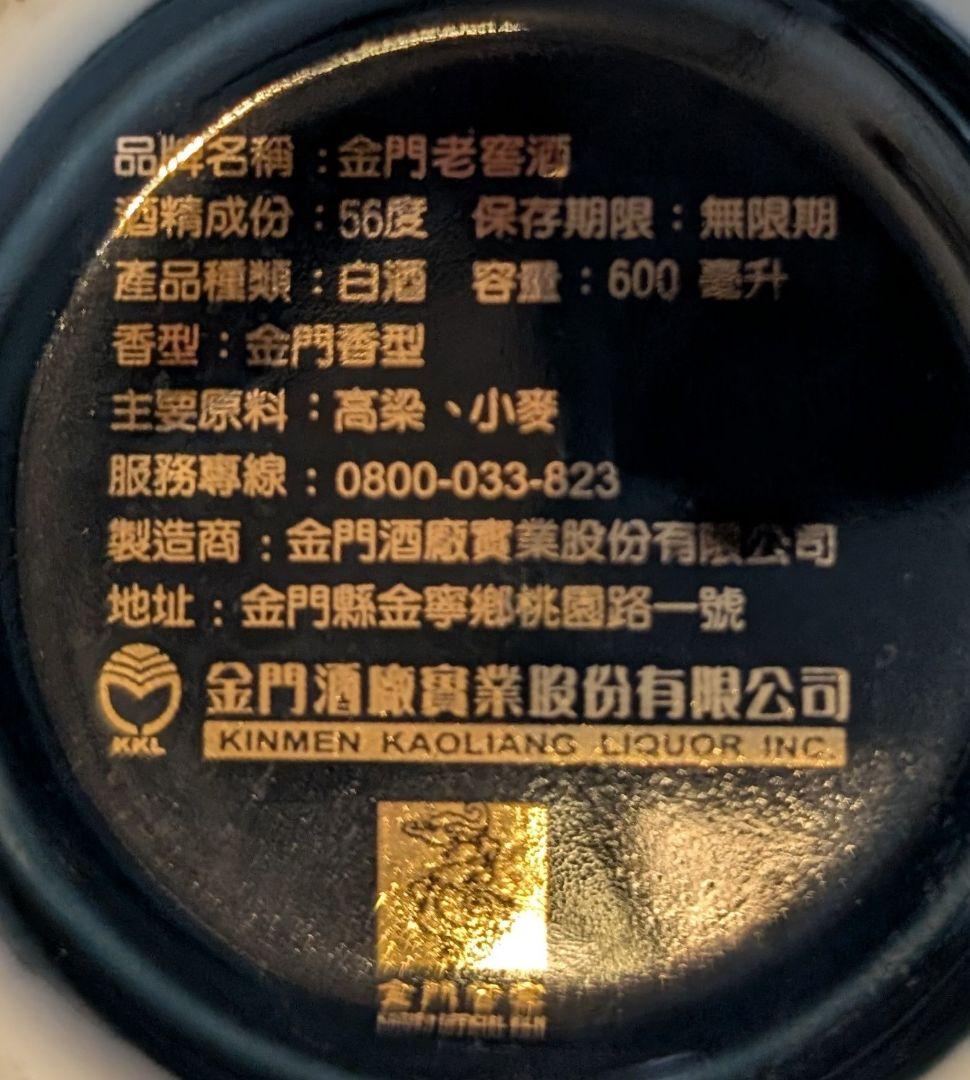 品牌名稱：金門老窖酒
酒精成份：56度 保存期限：無限期
產品種類：白酒 容量：600 毫升
香型：金門香型
主要原料：高梁、小麥
服務專線：0800-033-823
製造商：金門酒廠實業股份有限公司
地址：金門縣金寧鄉桃園路一號
KKL
金門酒廠實業股份有限公司
KINMEN KAOLIANG LIQUOR INC.